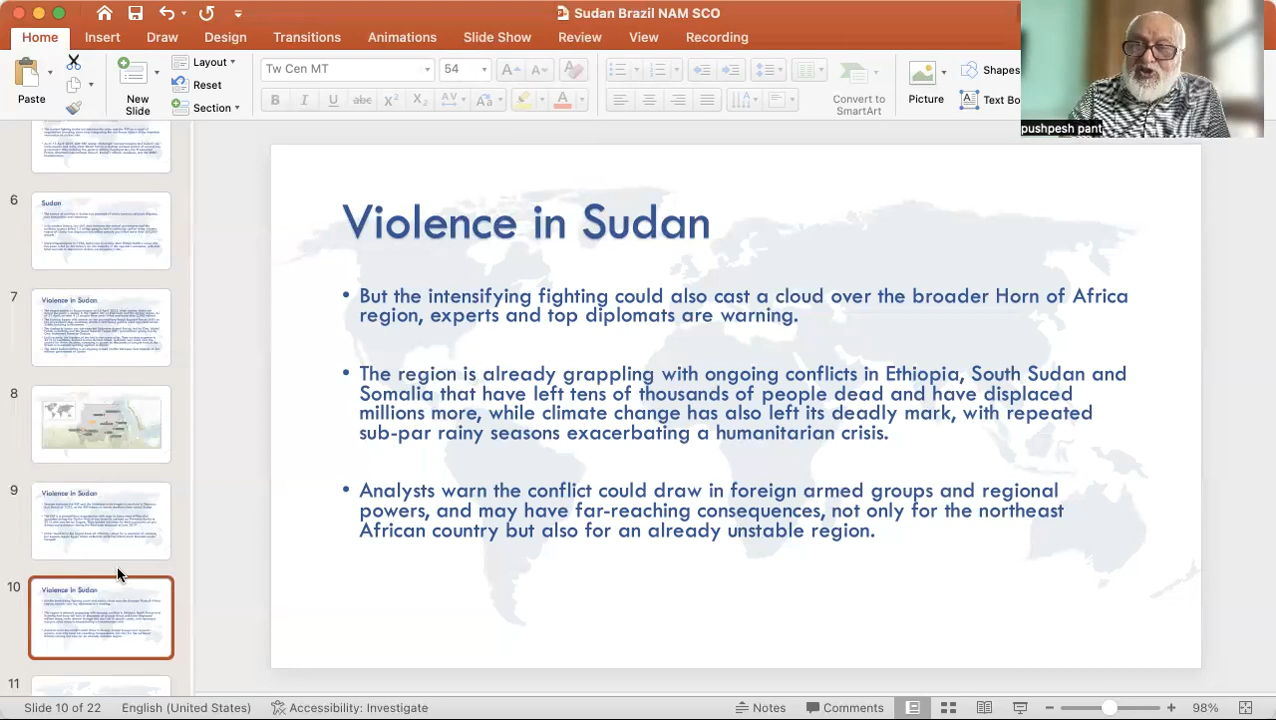 Sudan Brazil NAM SCO
Home Insert Draw Design Transitions Animations Slide Show Review View Recording
Paste
New
Slide
Layout
Reset
Section
Tw Cen MT
54
Convert to
SmartArt
Picture
Shapes
Text Bo
pushpesh pant
6
Sudan
7
Violence in Sudan
8
9
Violence in Sudan
10
Violence in Sudan
11
Violence in Sudan
• But the intensifying fighting could also cast a cloud over the broader Horn of Africa
region, experts and top diplomats are warning.
• The region is already grappling with ongoing conflicts in Ethiopia, South Sudan and
Somalia that have left tens of thousands of people dead and have displaced
millions more, while climate change has also left its deadly mark, with repeated
sub-par rainy seasons exacerbating a humanitarian crisis.
• Analysts warn the conflict could draw in foreign armed groups and regional
powers, and may have far-reaching consequences, not only for the northeast
African country but also for an already unstable region.
Slide 10 of 22 English (United States) Accessibility: Investigate Notes Comments 98%